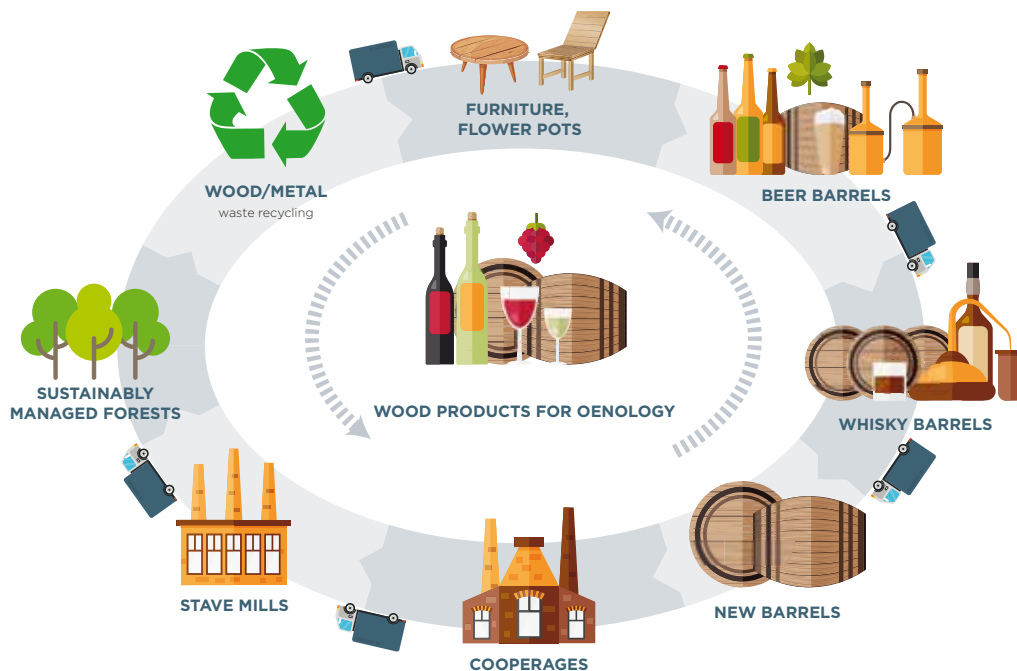 FURNITURE,
FLOWER POTS
BEER BARRELS
WOOD/METAL
waste recycling
SUSTAINABLY
MANAGED FORESTS
WOOD PRODUCTS FOR OENOLOGY
WHISKY BARRELS
STAVE MILLS
NEW BARRELS
COOPERAGES